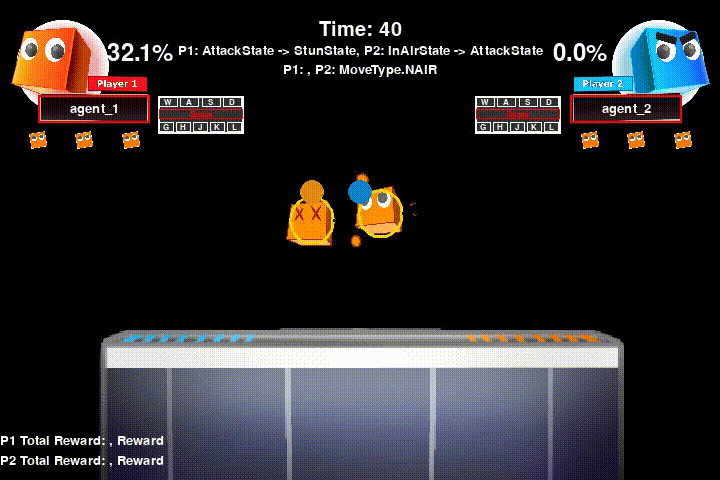 Time: 40
32.1% P1: AttackState -> StunState, P2: InAirState -> AttackState 0.0%
P1: , P2: MoveType.NAIR
Player 1
Player 2
agent_1
agent_2
W A S D
G H J K L
W A S D
G H J K L
X X
P1 Total Reward: , Reward
P2 Total Reward: , Reward